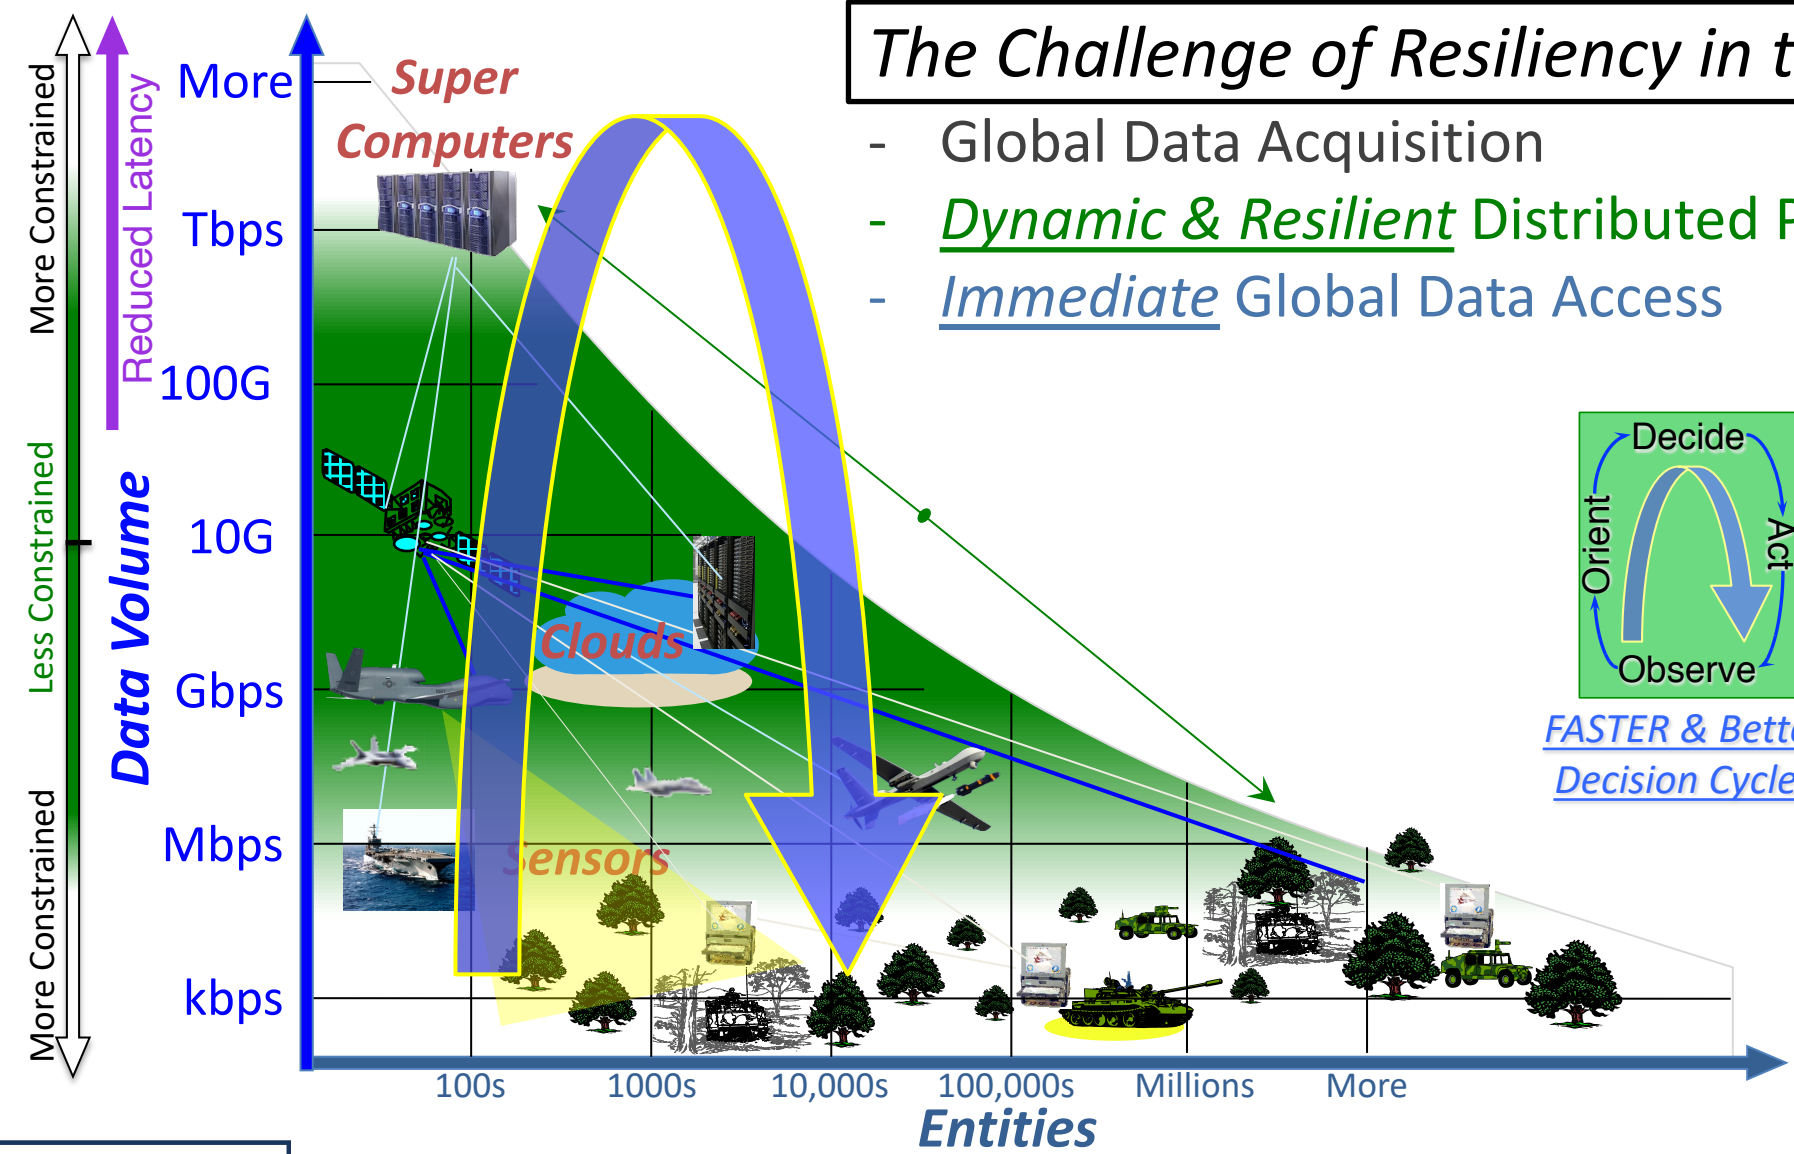 The Challenge of Resiliency in t
- Global Data Acquisition
- Dynamic & Resilient Distributed P
- Immediate Global Data Access
More Constrained
Less Constrained
More Constrained
Reduced Latency
Data Volume
More
Tbps
100G
10G
Gbps
Mbps
kbps
Super
Computers
Clouds
Sensors
Decide
Orient
Act
Observe
FASTER & Bette
Decision Cycle
100s
1000s
10,000s
100,000s
Millions
More
Entities